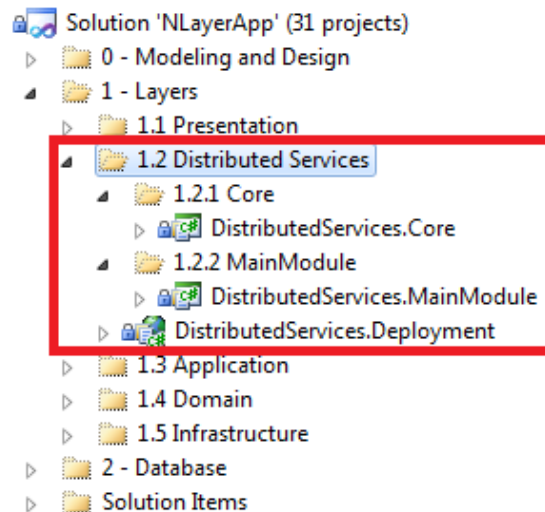 Solution 'NLayerApp' (31 projects)
0 - Modeling and Design
1 - Layers
1.1 Presentation
1.2 Distributed Services
1.2.1 Core
DistributedServices.Core
1.2.2 MainModule
DistributedServices.MainModule
DistributedServices.Deployment
1.3 Application
1.4 Domain
1.5 Infrastructure
2 - Database
Solution Items